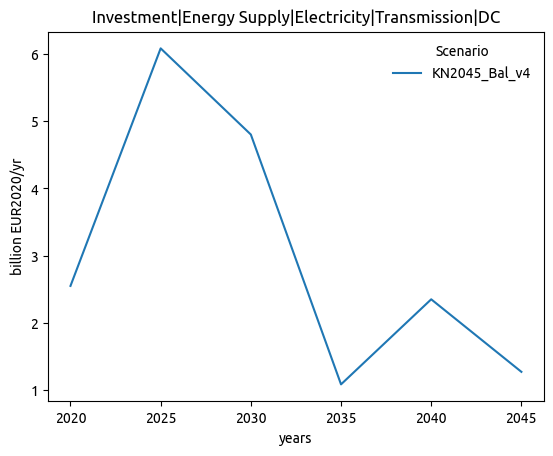 Investment|Energy Supply|Electricity|Transmission|DC
Scenario
KN2045_Bal_v4
billion EUR2020/yr
6
5
4
3
2
1
2020 2025 2030 2035 2040 2045
years